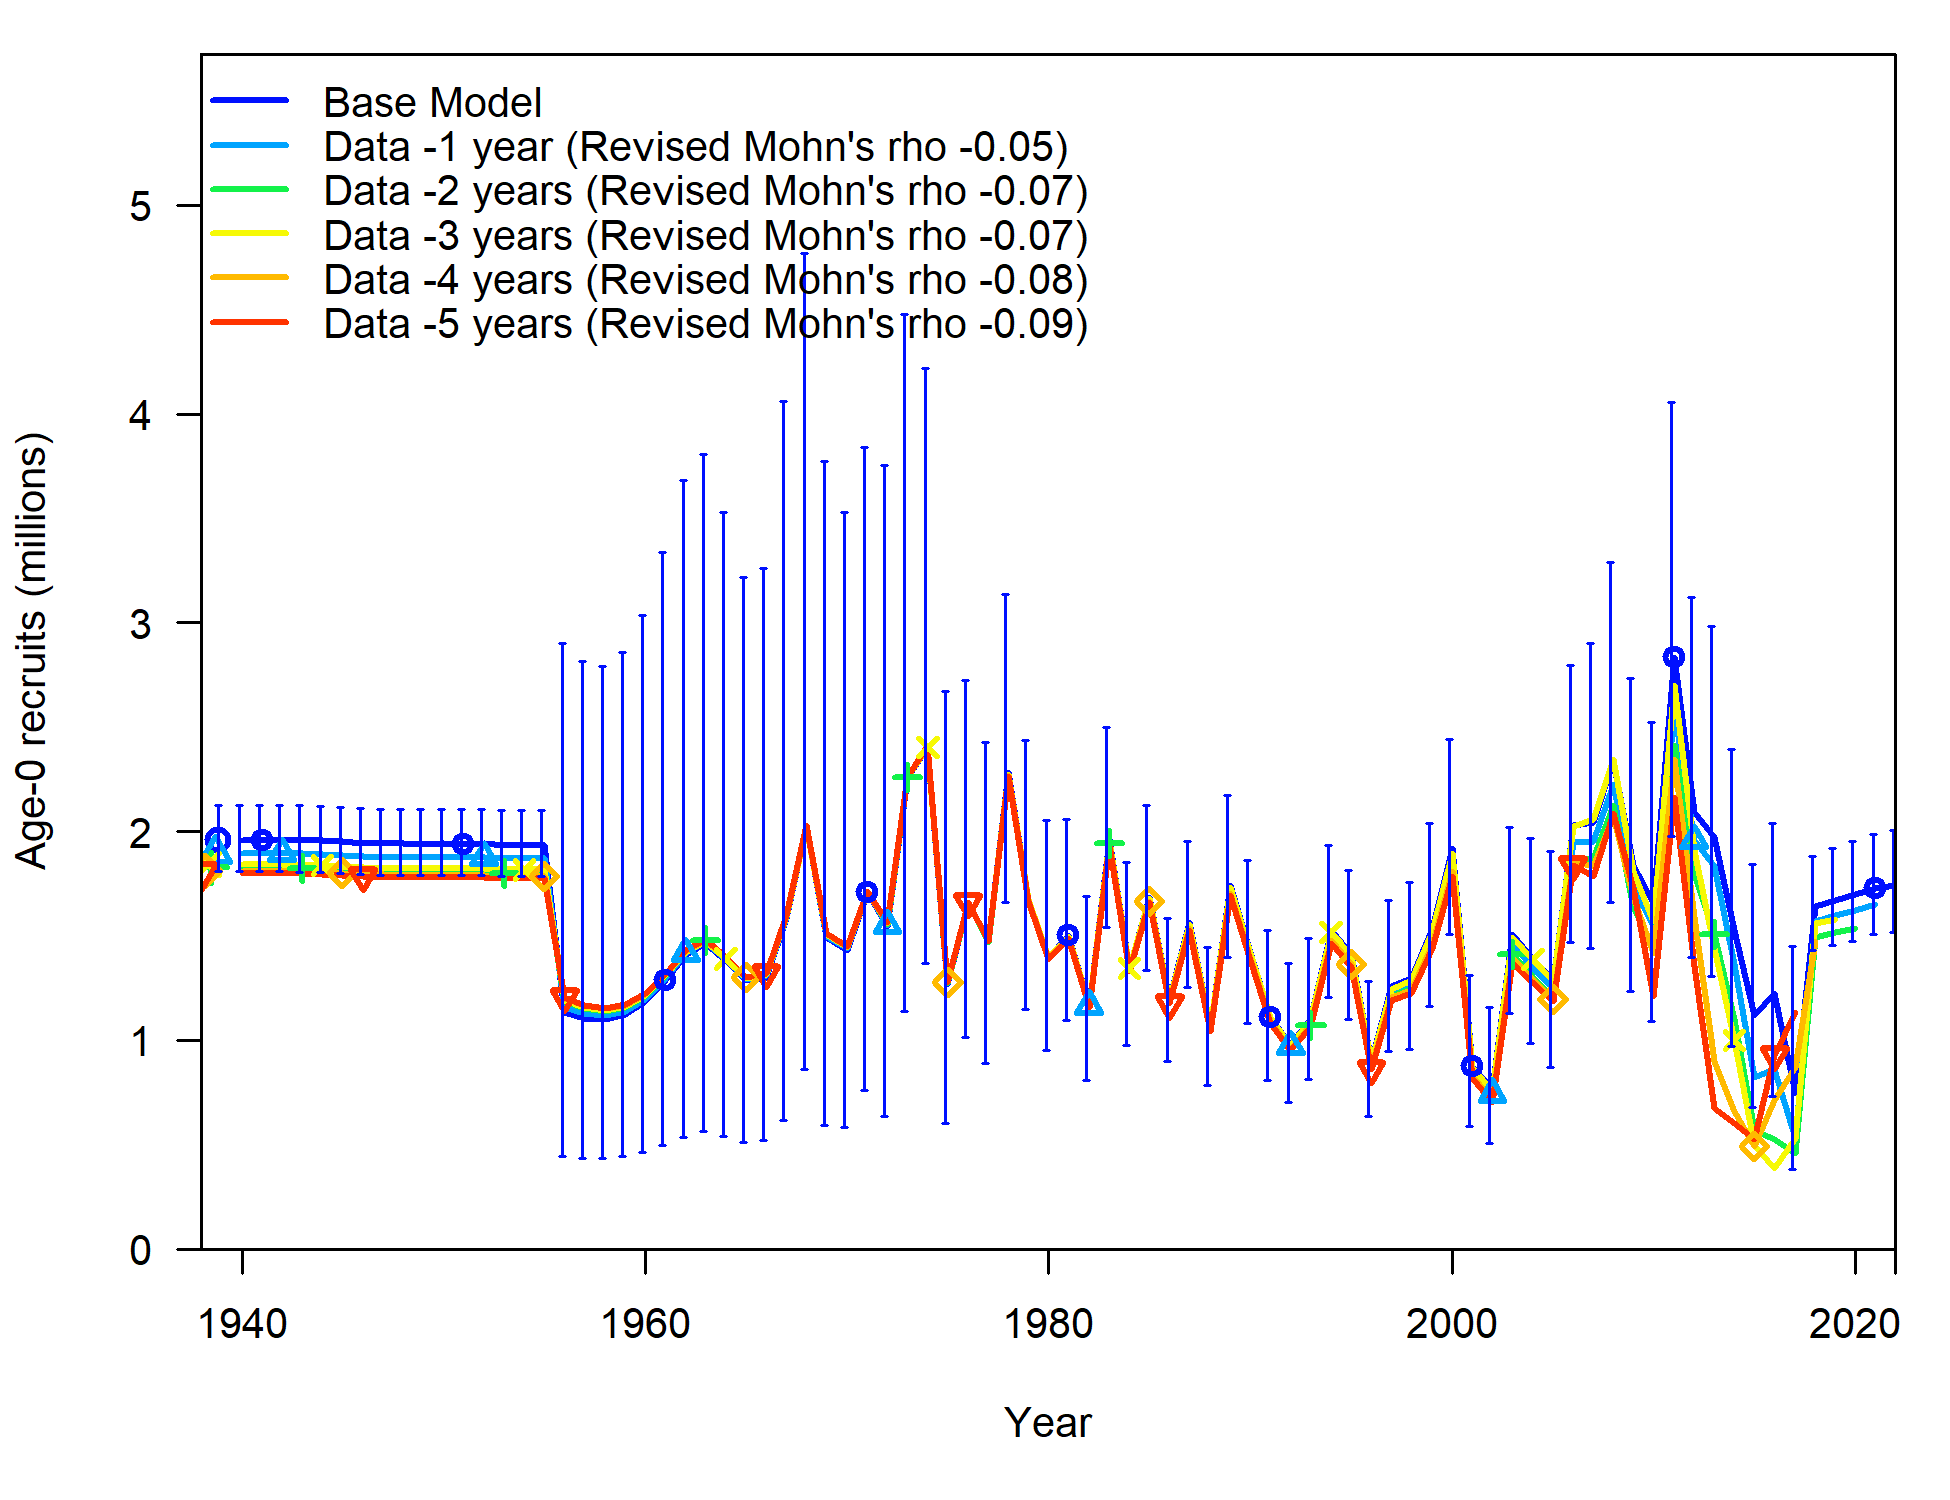 Base Model
Data -1 year (Revised Mohn's rho -0.05)
Data -2 years (Revised Mohn's rho -0.07)
Data -3 years (Revised Mohn's rho -0.07)
Data -4 years (Revised Mohn's rho -0.08)
Data -5 years (Revised Mohn's rho -0.09)
Age-0 recruits (millions)
5
4
3
2
1
0
1940 1960 1980 2000 2020
Year